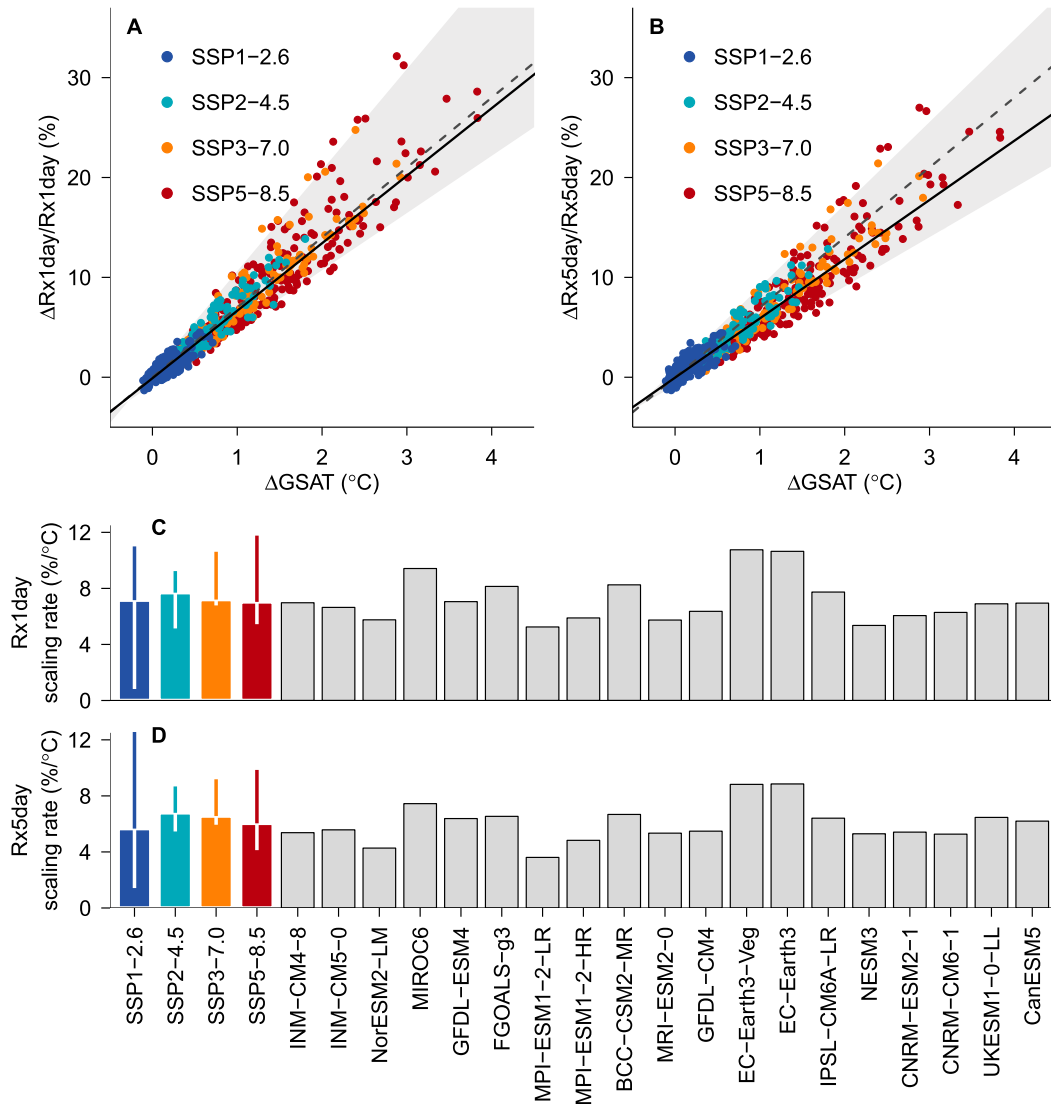 A
B
SSP1−2.6
SSP2−4.5
SSP3−7.0
SSP5−8.5
SSP1−2.6
SSP2−4.5
SSP3−7.0
SSP5−8.5
ΔRx1day/Rx1day (%)
0
10
20
30
0
1
2
3
4
ΔGSAT (°C)
ΔRx5day/Rx5day (%)
0
10
20
30
0
1
2
3
4
ΔGSAT (°C)
C
Rx1day
scaling rate (%/°C)
0
4
8
12
D
Rx5day
scaling rate (%/°C)
0
4
8
12
SSP1−2.6
SSP2−4.5
SSP3−7.0
SSP5−8.5
INM−CM4−8
INM−CM5−0
NorESM2−LM
MIROC6
GFDL−ESM4
FGOALS−g3
MPI−ESM1−2−LR
MPI−ESM1−2−HR
BCC−CSM2−MR
MRI−ESM2−0
GFDL−CM4
EC−Earth3−Veg
EC−Earth3
IPSL−CM6A−LR
NESM3
CNRM−ESM2−1
CNRM−CM6−1
UKESM1−0−LL
CanESM5